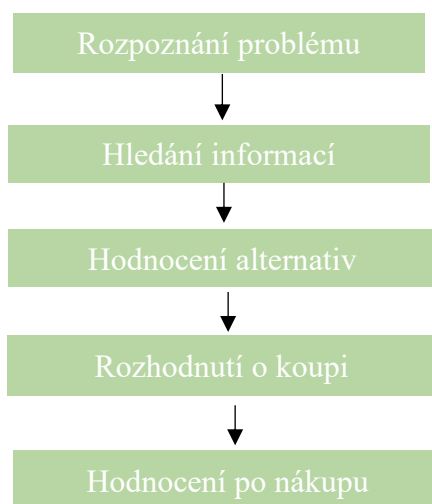 Rozpoznání problému
Hledání informací
Hodnocení alternativ
Rozhodnutí o koupi
Hodnocení po nákupu